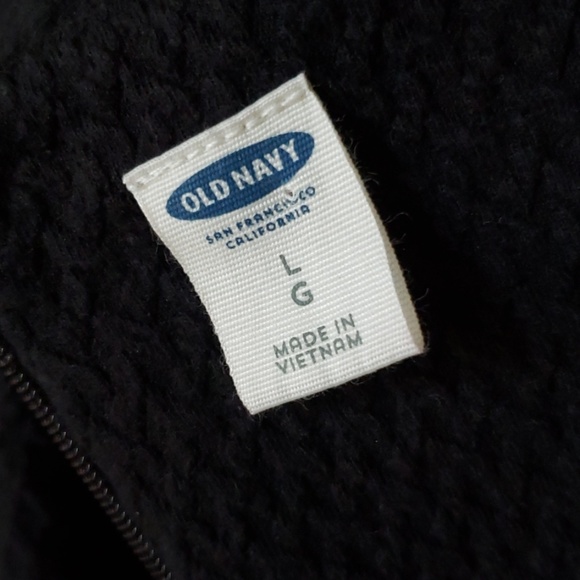 OLD NAVY
SAN FRANCISCO
CALIFORNIA
L
G
MADE IN
VIETNAM